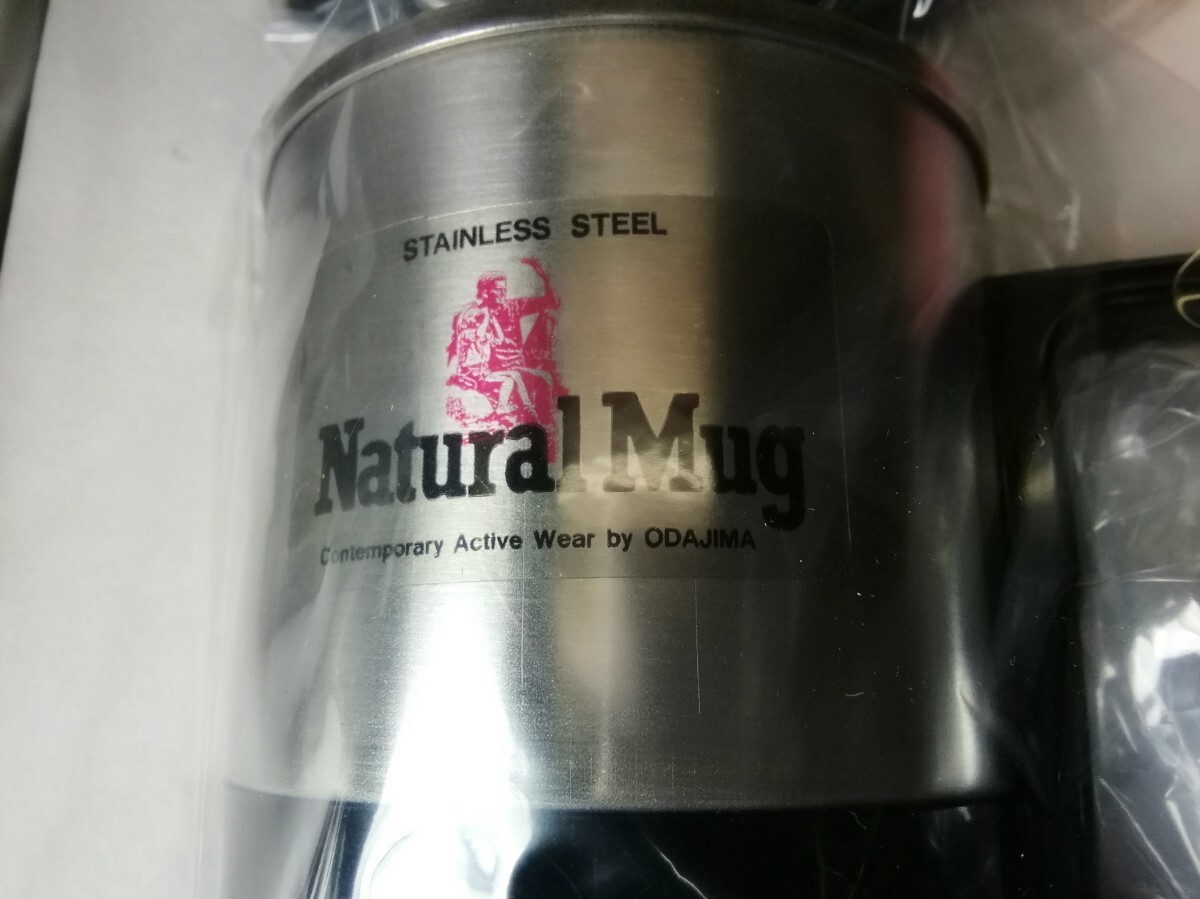 STAINLESS STEEL
Natural Mug
Contemporary Active Wear by ODAJIMA